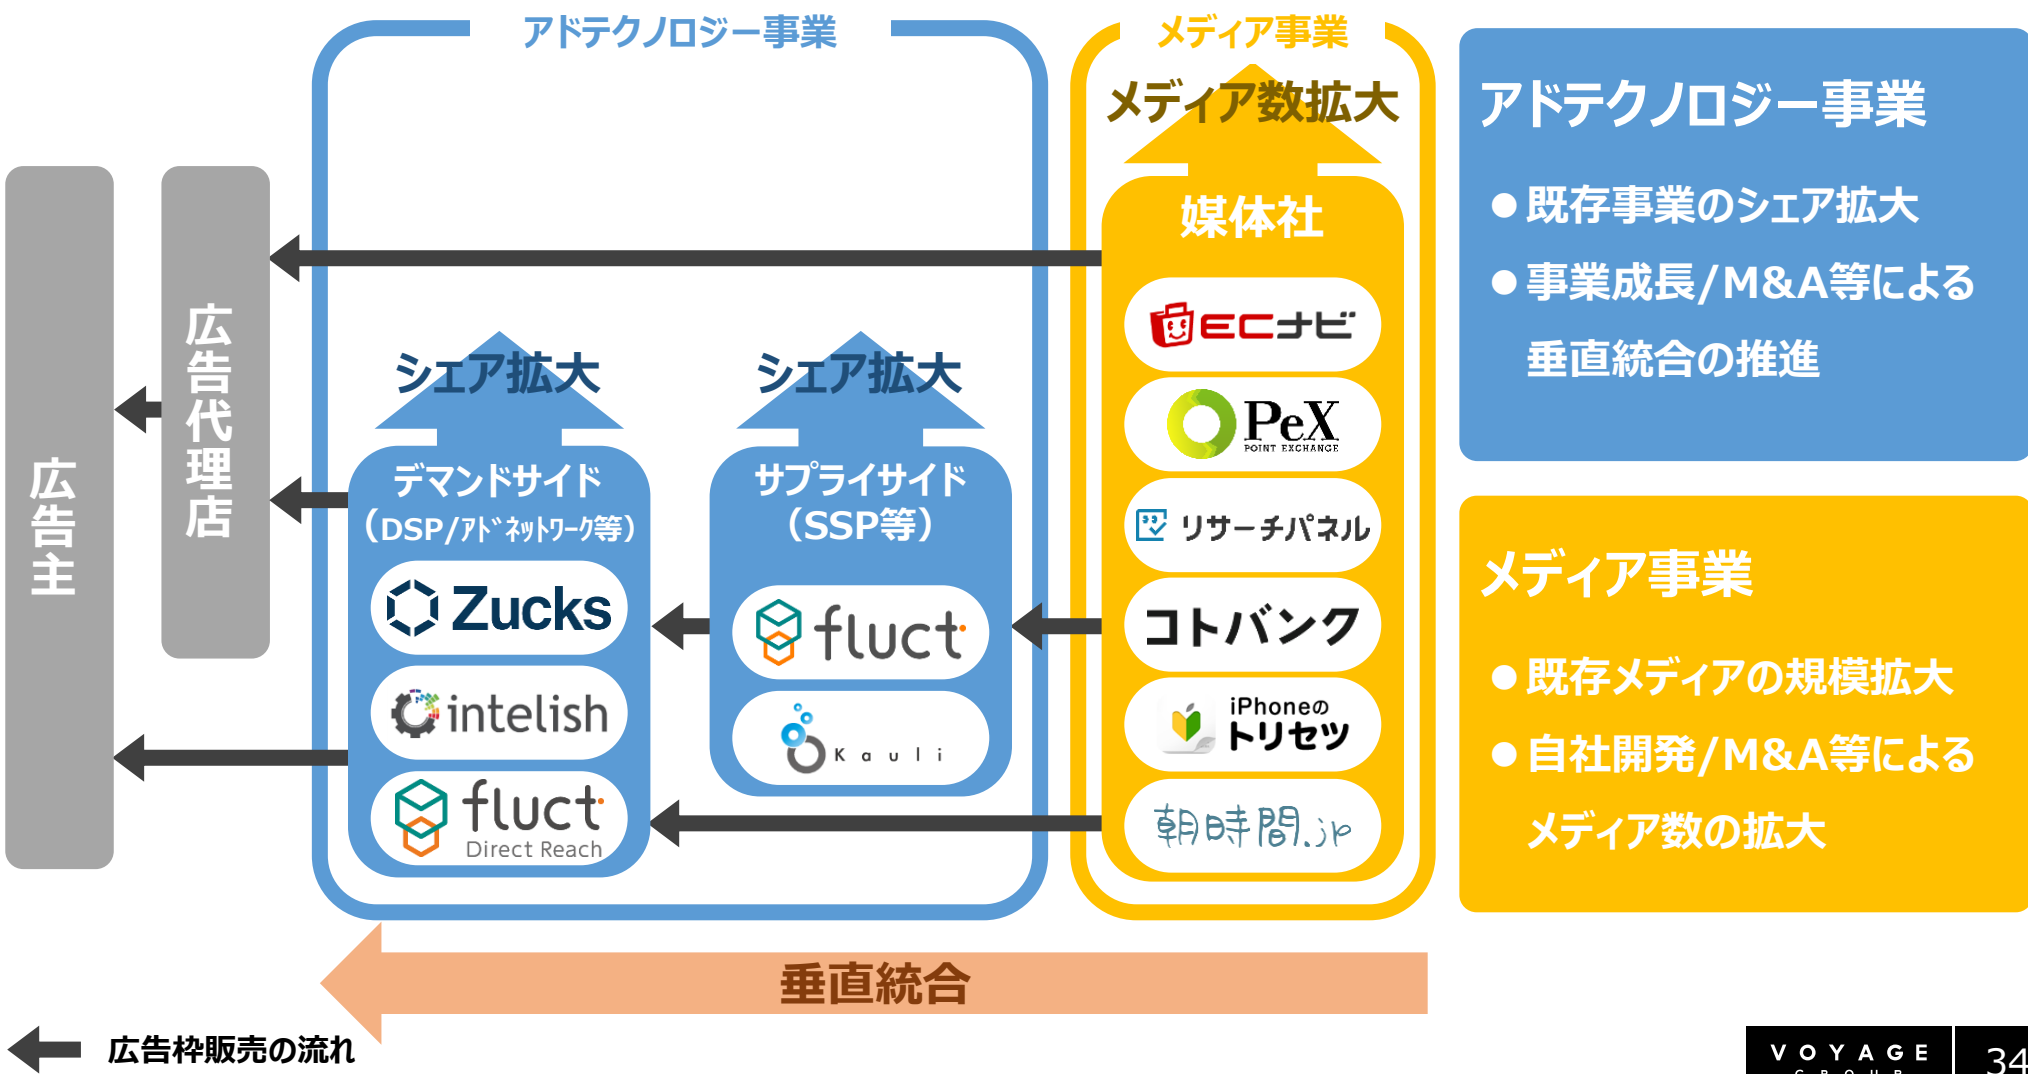 アドテクノロジー事業
メディア事業
メディア数拡大
媒体社
ECナビ
PeX
POINT EXCHANGE
リサーチパネル
コトバンク
iPhoneの
トリセツ
朝時間.jp
シェア拡大
デマンドサイド
（DSP/ｱﾄﾞﾈｯﾄﾜｰｸ等）
Zucks
intelish
fluct
Direct Reach
シェア拡大
サプライサイド
（SSP等）
fluct
Kauli
広告代理店
広告主
垂直統合
広告枠販売の流れ
アドテクノロジー事業
●既存事業のシェア拡大
●事業成長/M&A等による
垂直統合の推進
メディア事業
●既存メディアの規模拡大
●自社開発/M&A等による
メディア数の拡大
VOYAGE
GROUP
34